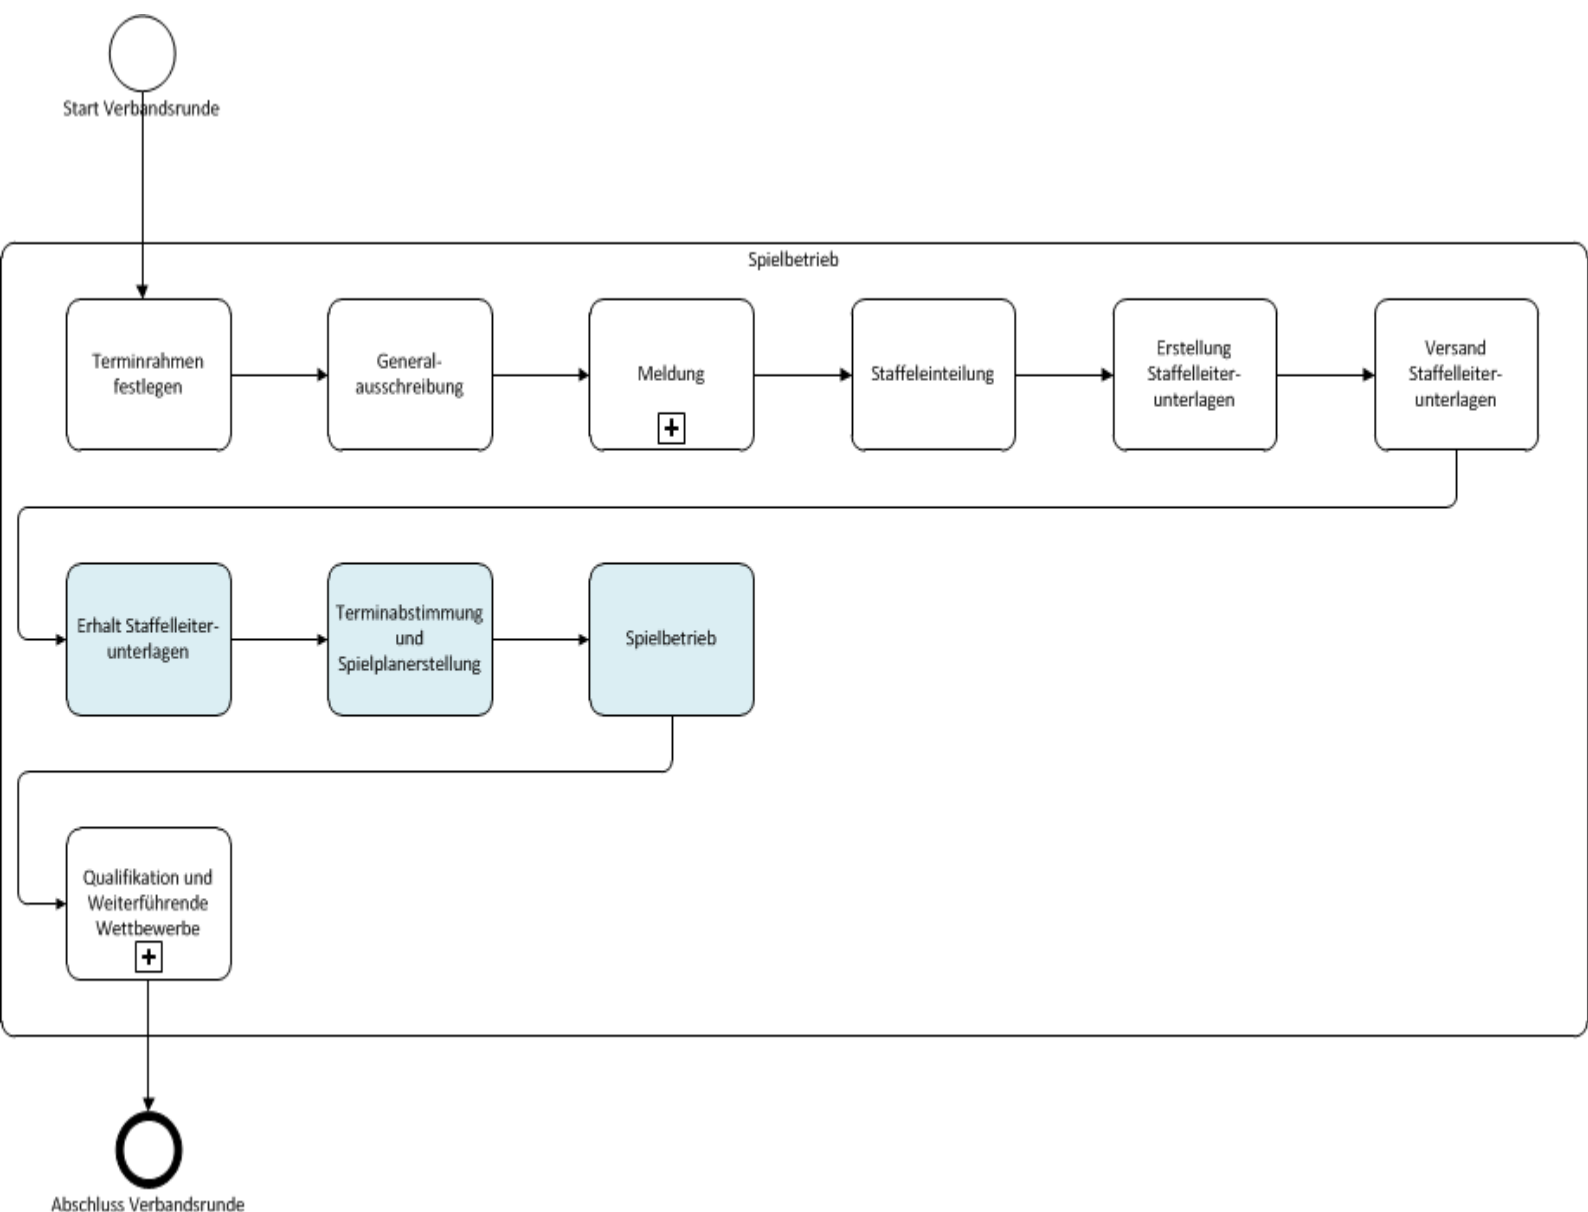 Start Verbandsrunde
Spielbetrieb
Terminrahmen
festlegen
General-
ausschreibung
Meldung
Staffeleinteilung
Erstellung
Staffelleiter-
unterlagen
Versand
Staffelleiter-
unterlagen
Erhalt Staffelleiter-
unterlagen
Terminabstimmung
und
Spielplanerstellung
Spielbetrieb
Qualifikation und
Weiterführende
Wettbewerbe
Abschluss Verbandsrunde